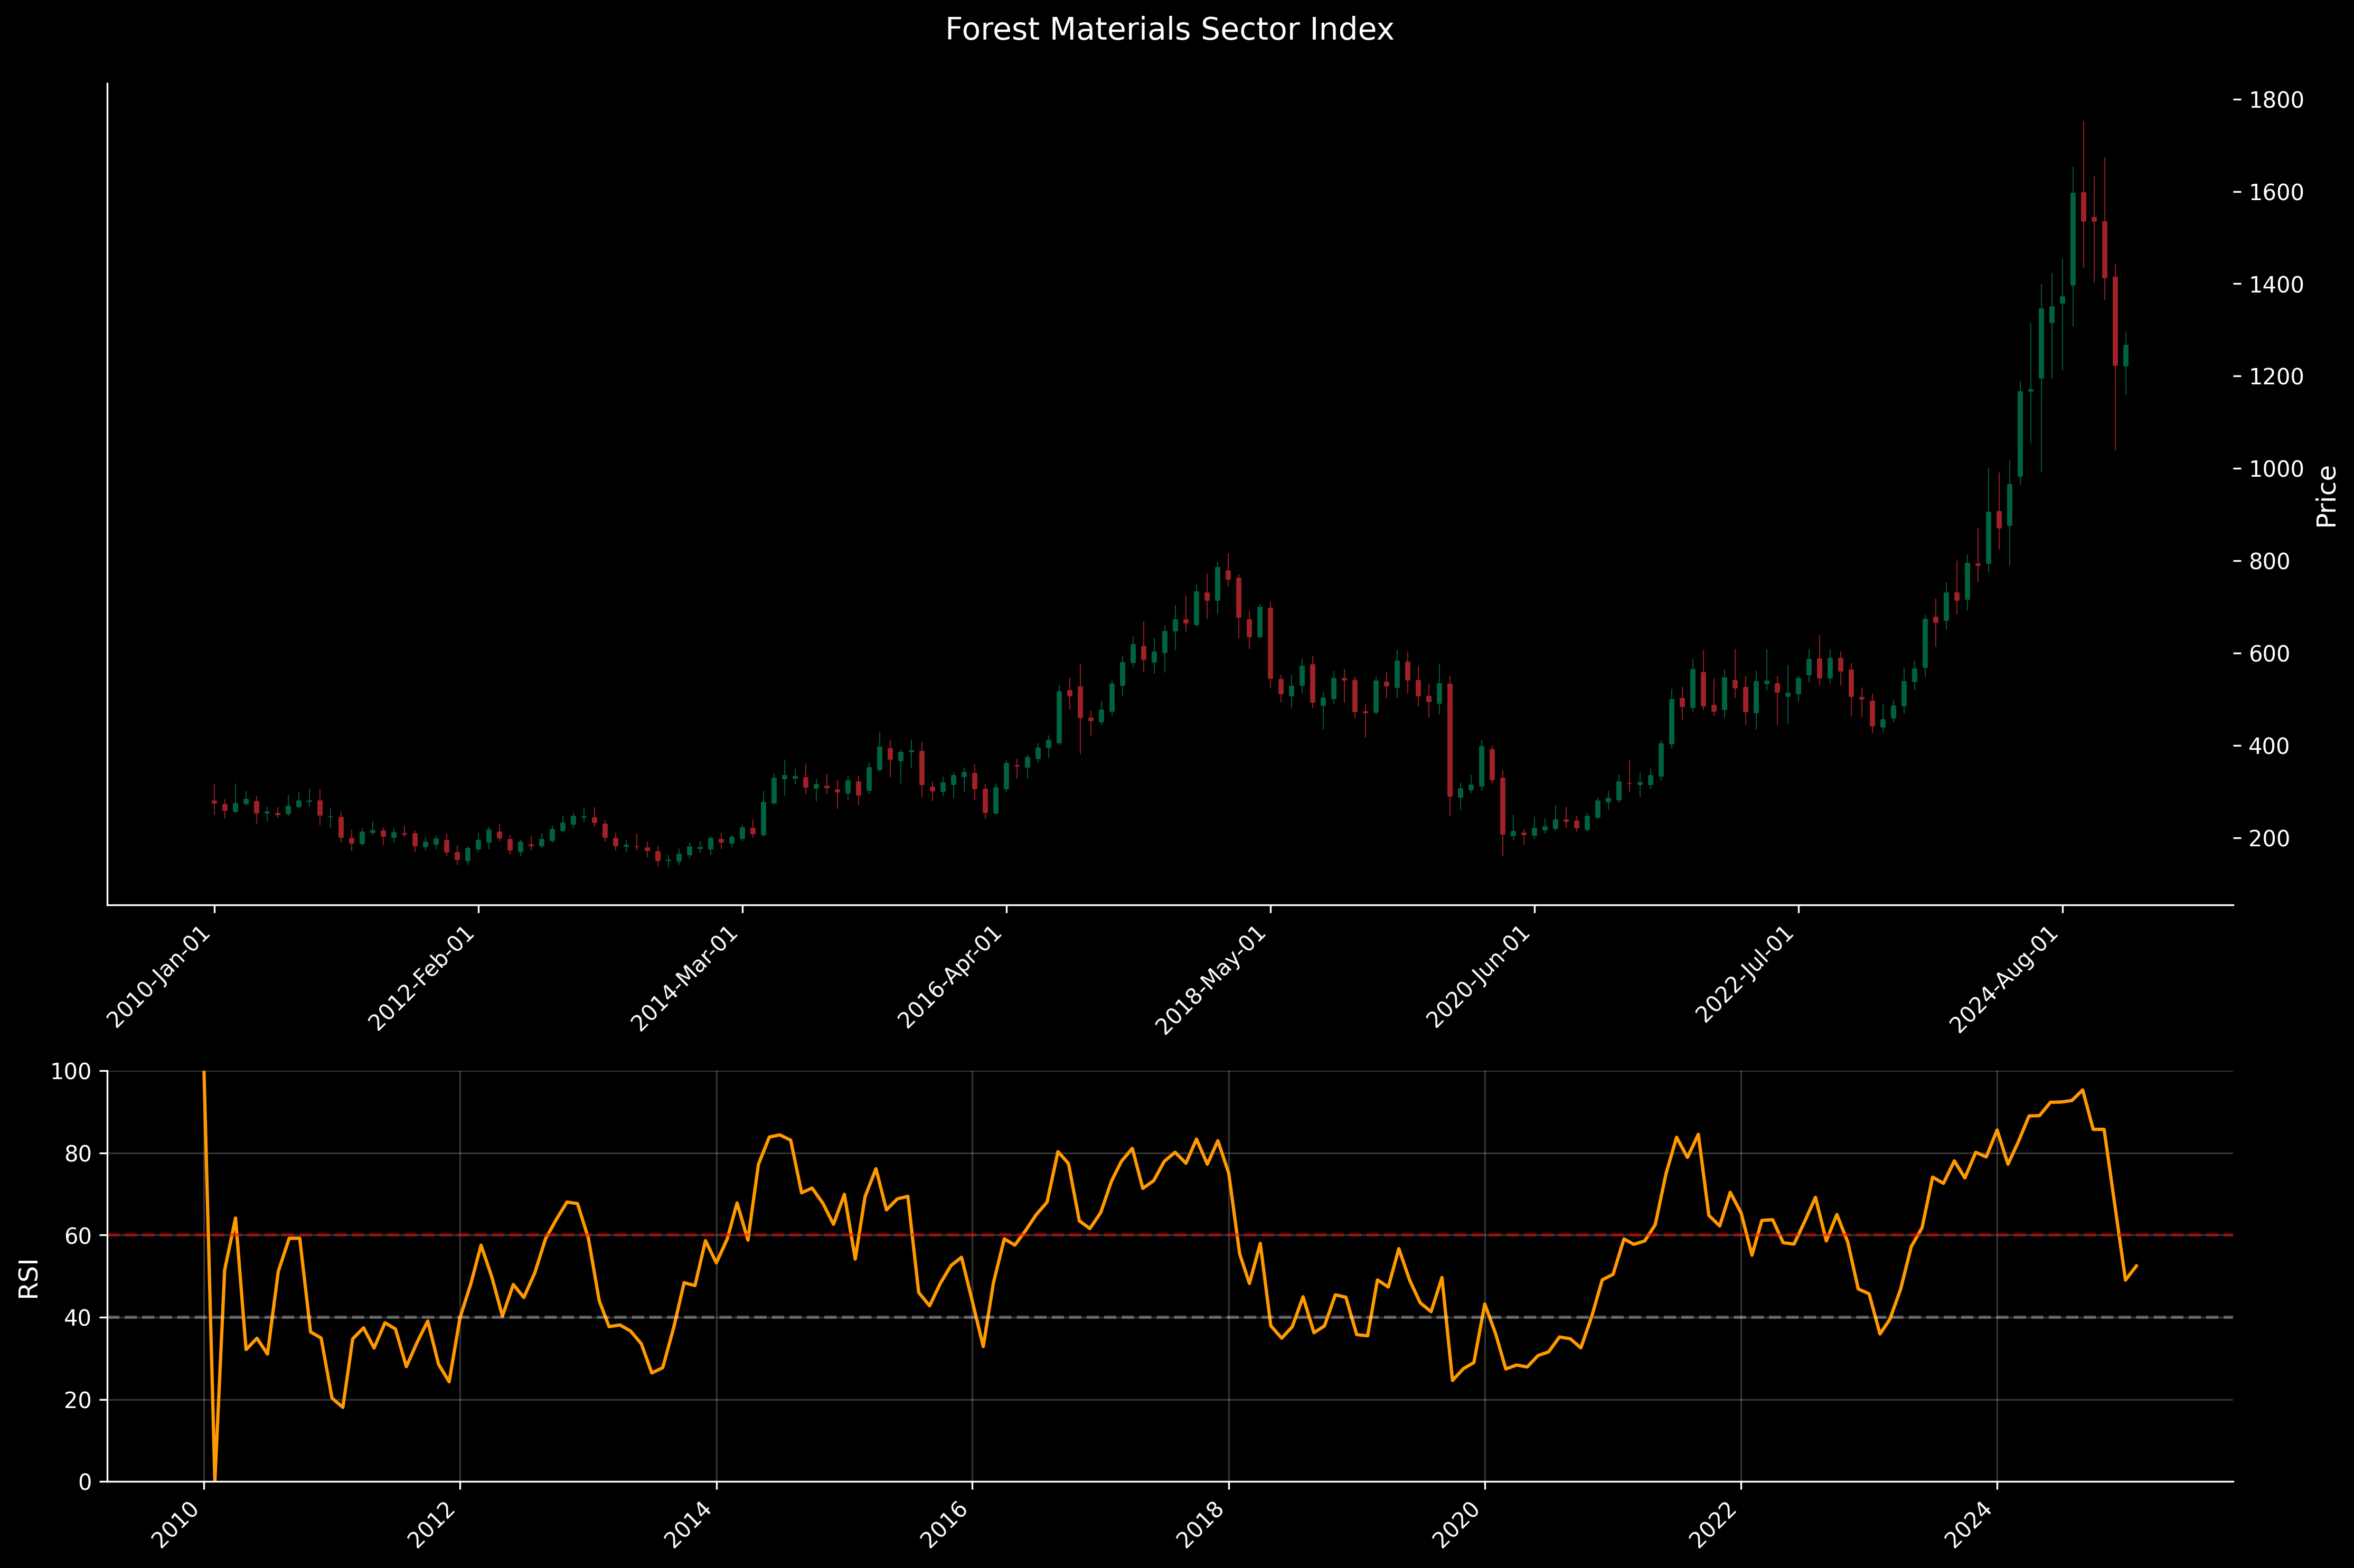 Forest Materials Sector Index
1800
1600
1400
1200
1000
800
600
400
200
Price
2010-Jan-01
2012-Feb-01
2014-Mar-01
2016-Apr-01
2018-May-01
2020-Jun-01
2022-Jul-01
2024-Aug-01
100
80
60
40
20
0
RSI
2010
2012
2014
2016
2018
2020
2022
2024